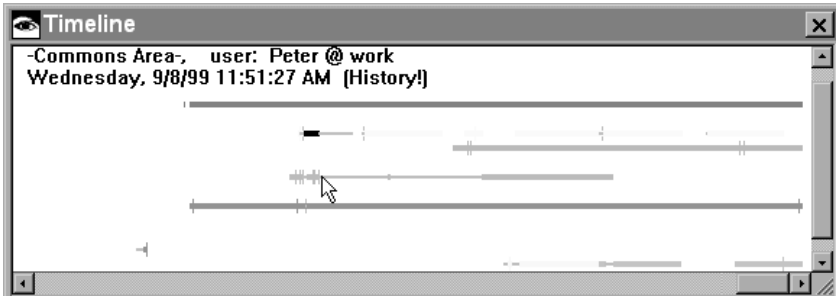 Timeline
-Commons Area-, user: Peter @ work
Wednesday, 9/8/99 11:51:27 AM (History!)